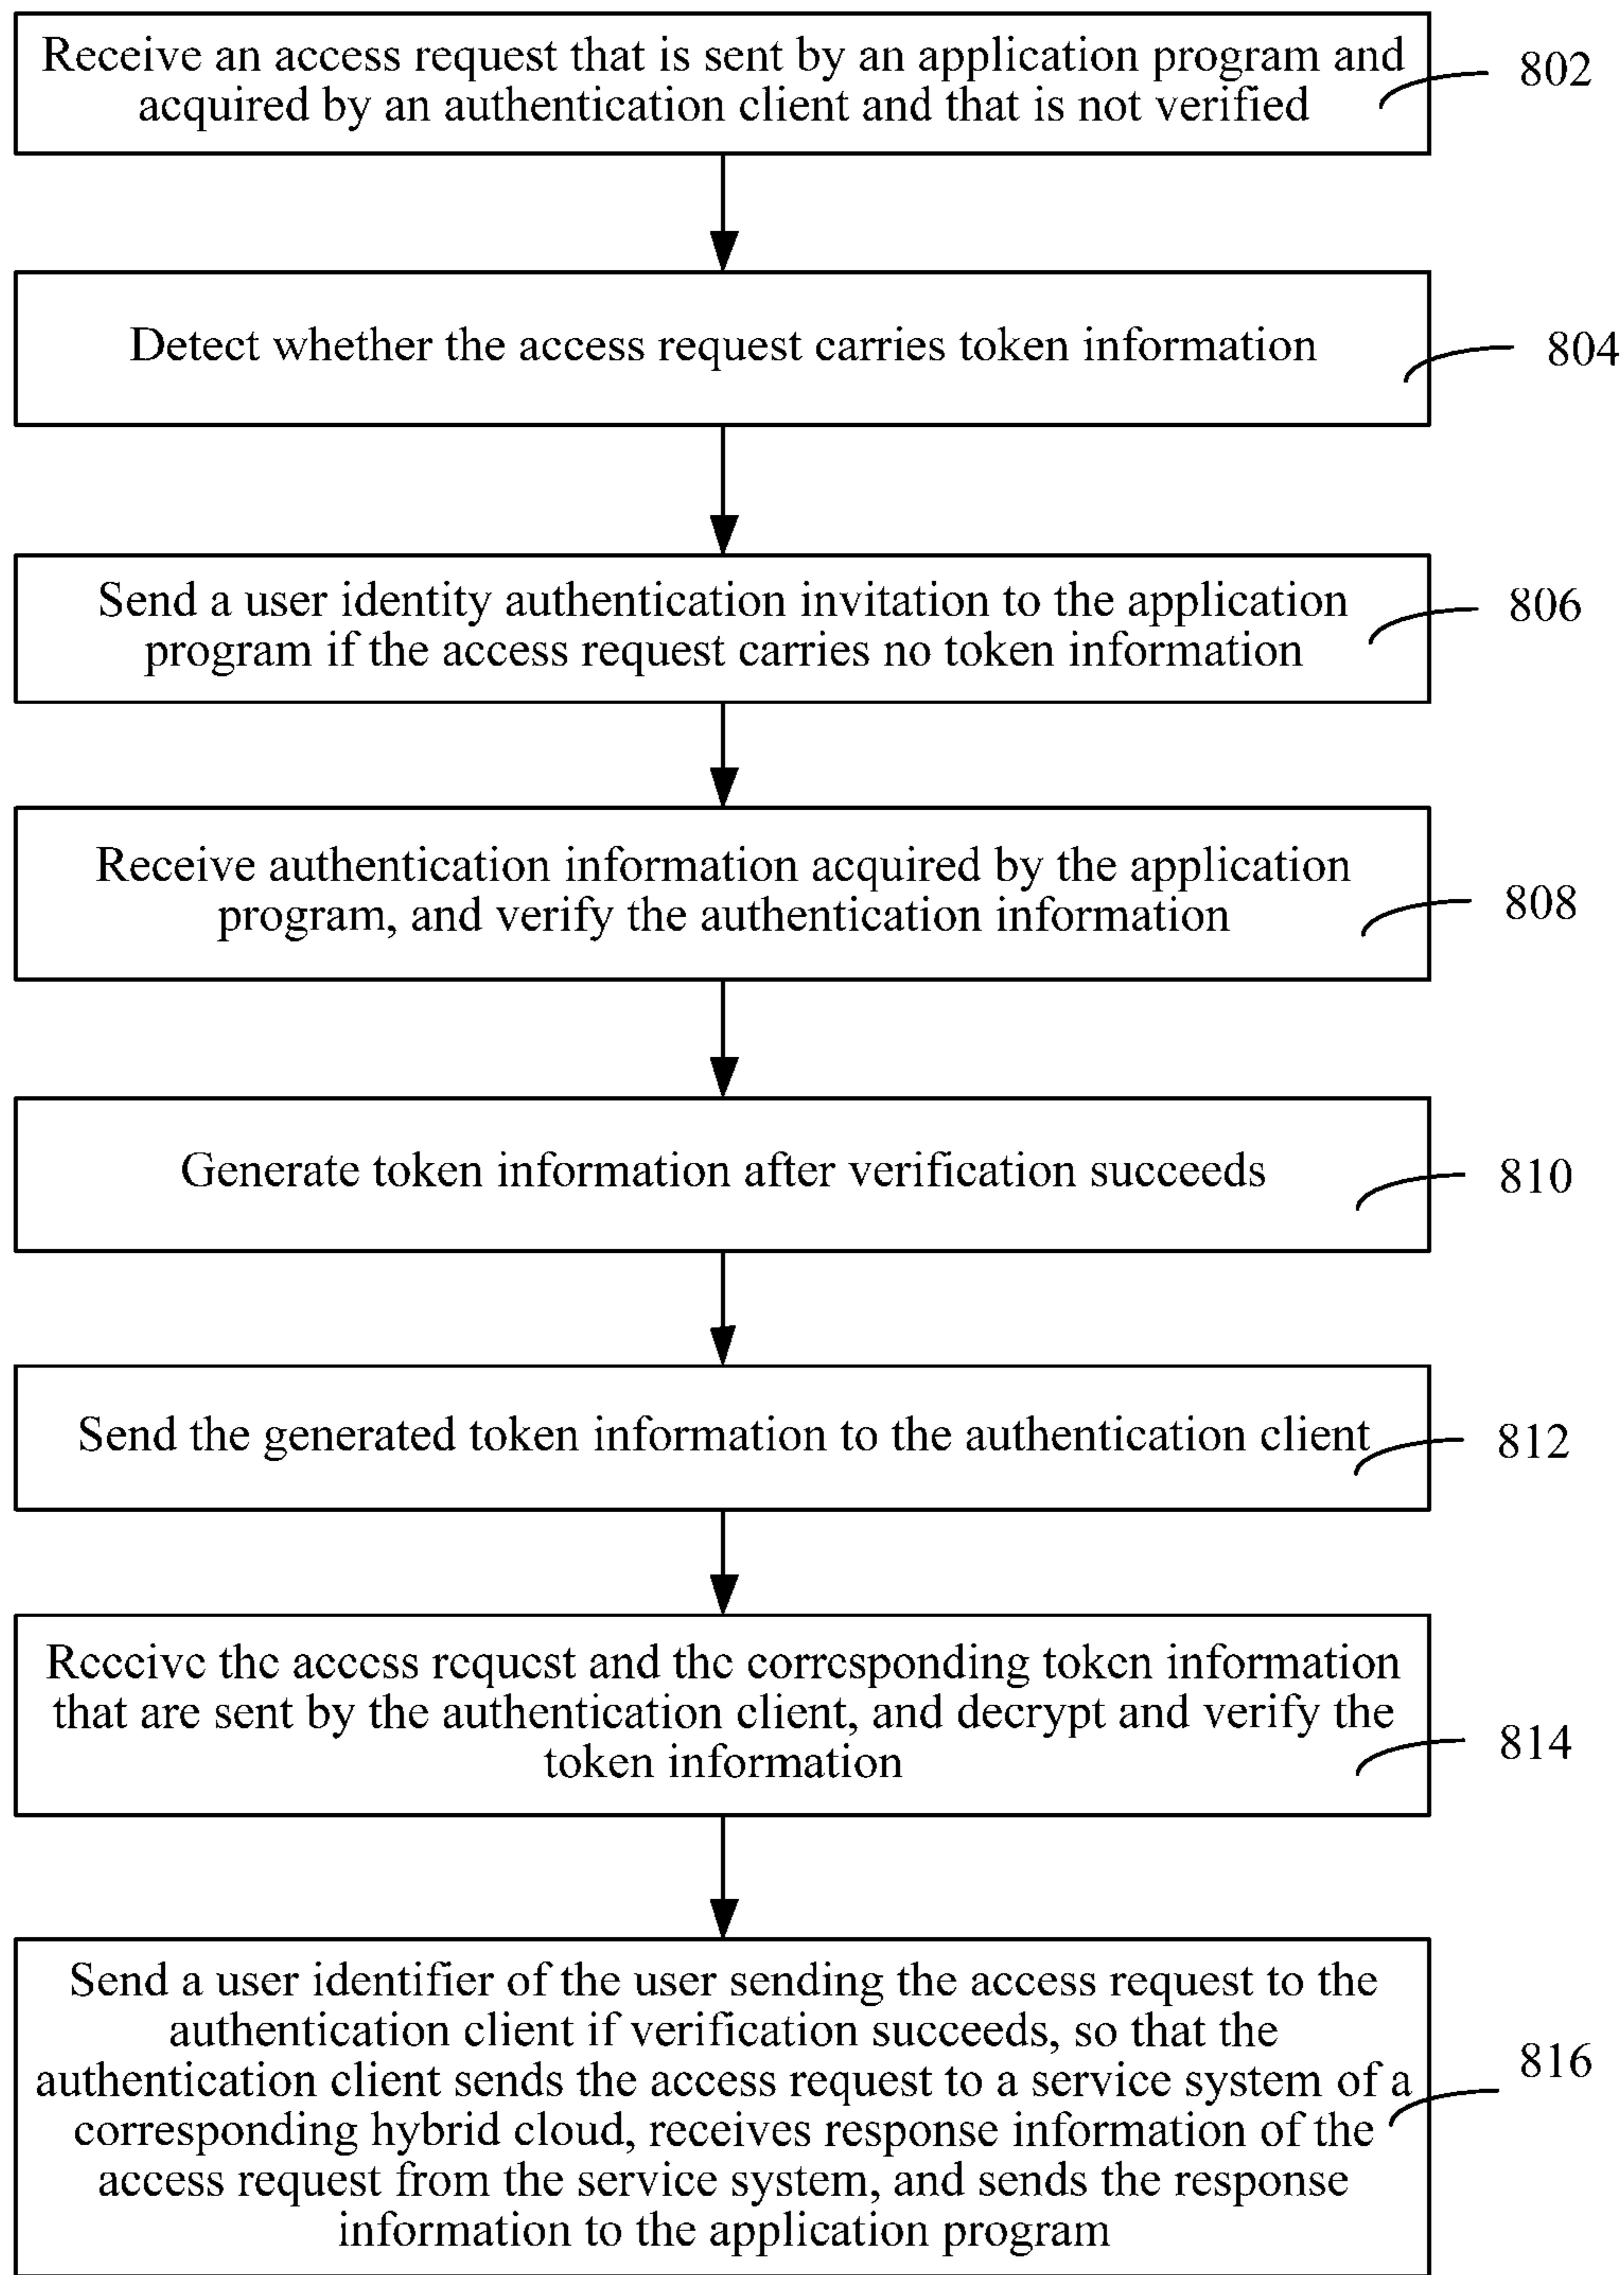 Receive an access request that is sent by an application program and
acquired by an authentication client and that is not verified
802
Detect whether the access request carries token information
804
Send a user identity authentication invitation to the application
program if the access request carries no token information
806
Receive authentication information acquired by the application
program, and verify the authentication information
808
Generate token information after verification succeeds
810
Send the generated token information to the authentication client
812
Receive the access request and the corresponding token information
that are sent by the authentication client, and decrypt and verify the
token information
814
Send a user identifier of the user sending the access request to the
authentication client if verification succeeds, so that the
authentication client sends the access request to a service system of a
corresponding hybrid cloud, receives response information of the
access request from the service system, and sends the response
information to the application program
816